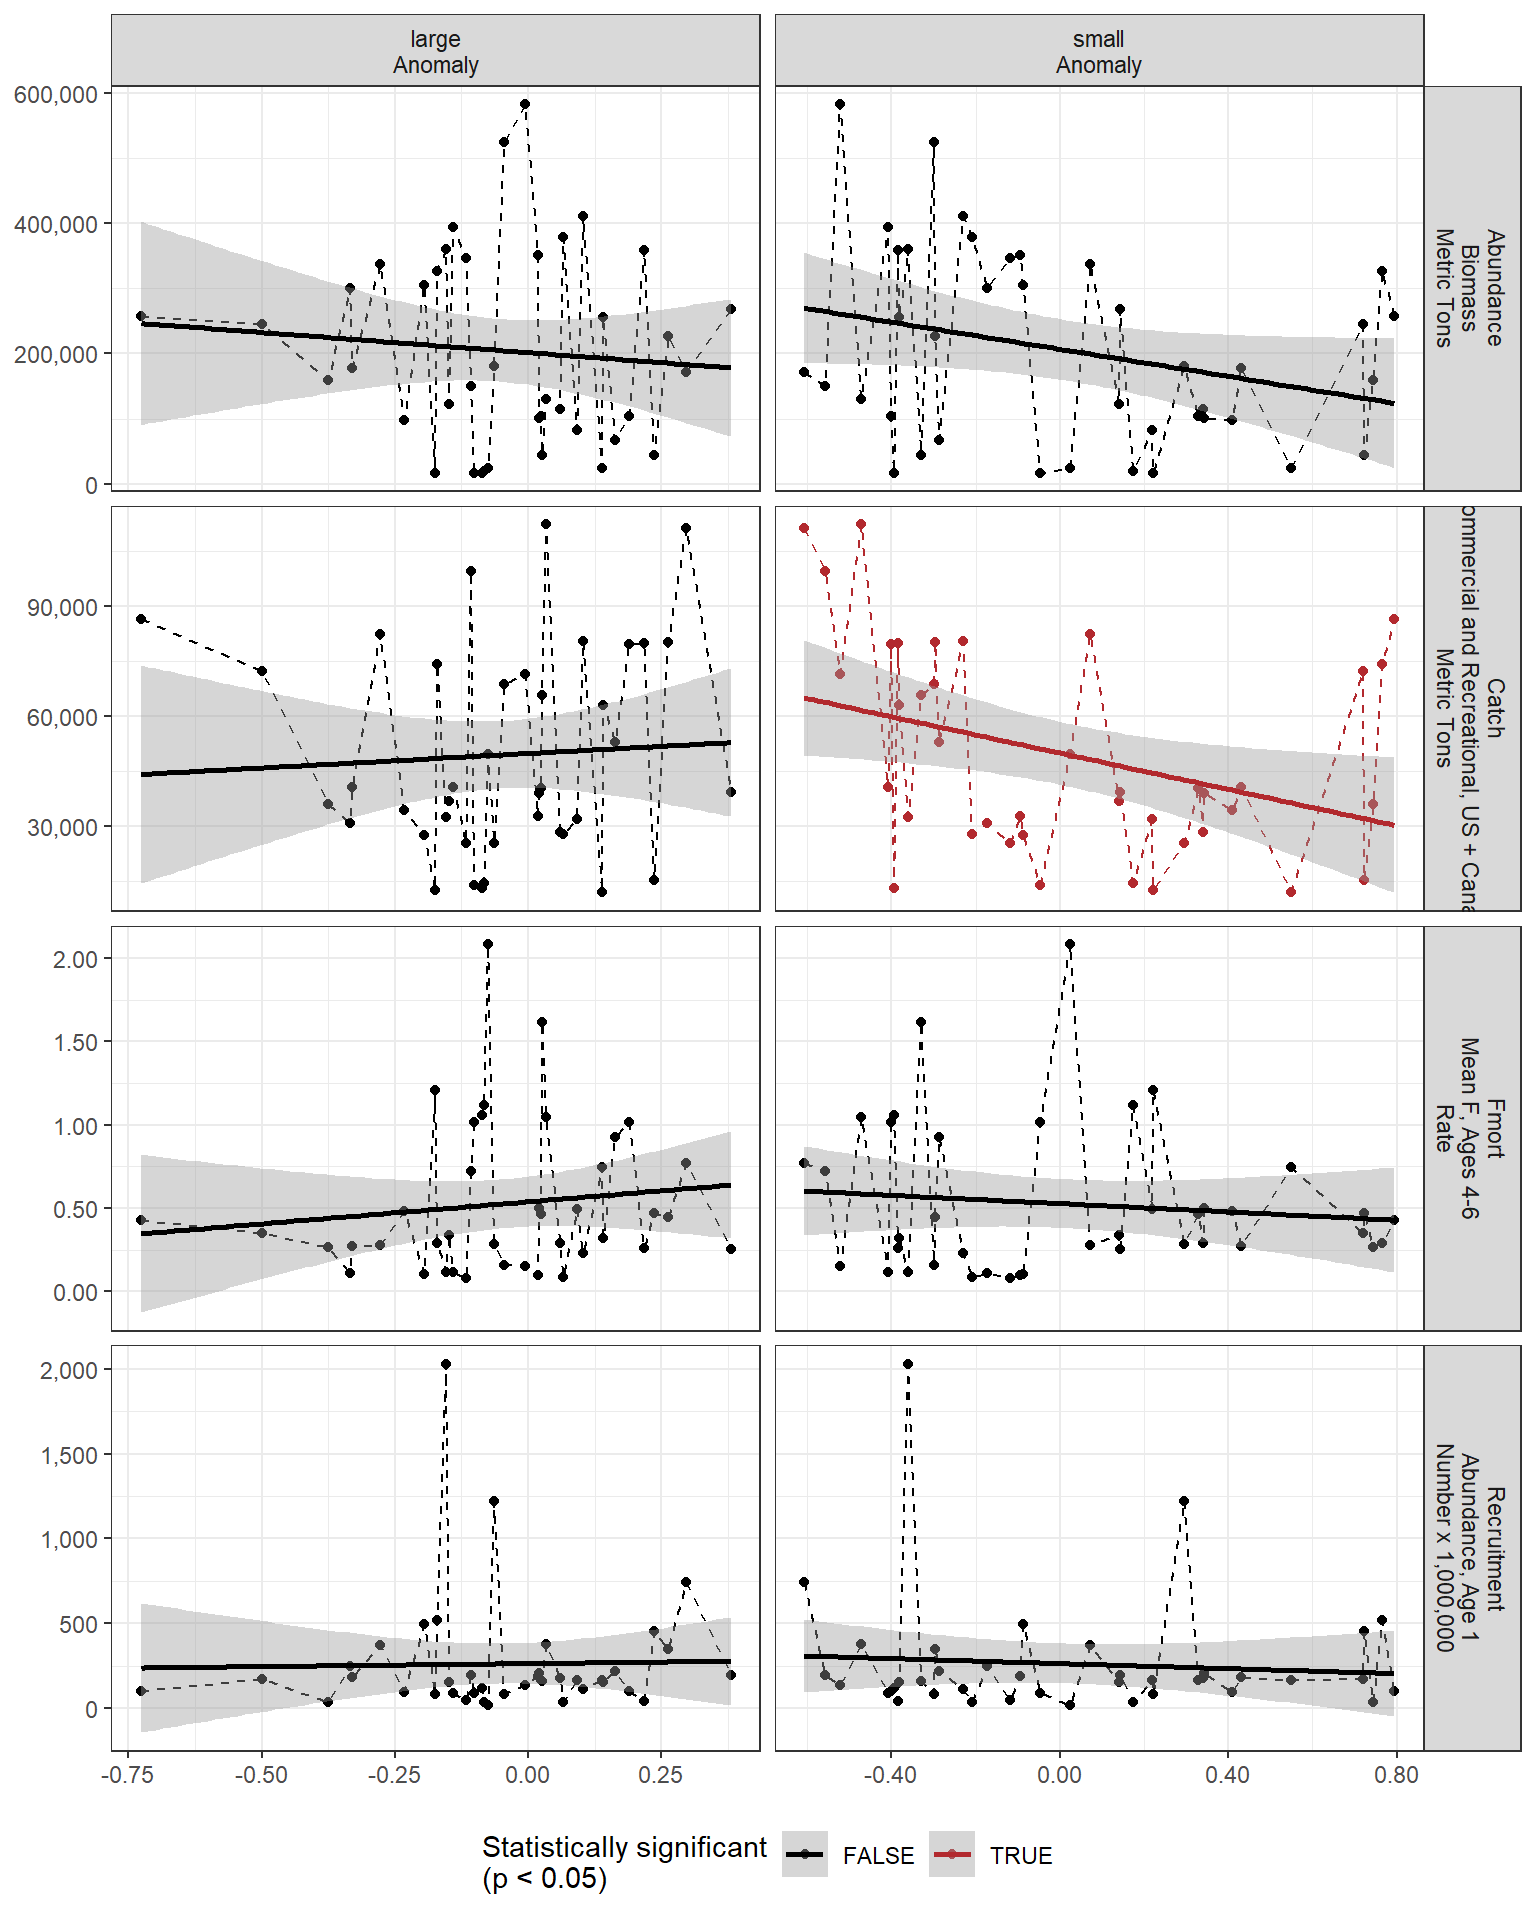 large
Anomaly
small
Anomaly
600,000
400,000
200,000
0
Abundance
Biomass
Metric Tons
90,000
60,000
30,000
Catch
ommercial and Recreational, US + Cana
Metric Tons
2.00
1.50
1.00
0.50
0.00
Fmort
Mean F, Ages 4-6
Rate
2,000
1,500
1,000
500
0
Recruitment
Abundance, Age 1
Number x 1,000,000
-0.75
-0.50
-0.25
0.00
0.25
-0.40
0.00
0.40
0.80
Statistically significant
(p < 0.05)
FALSE
TRUE